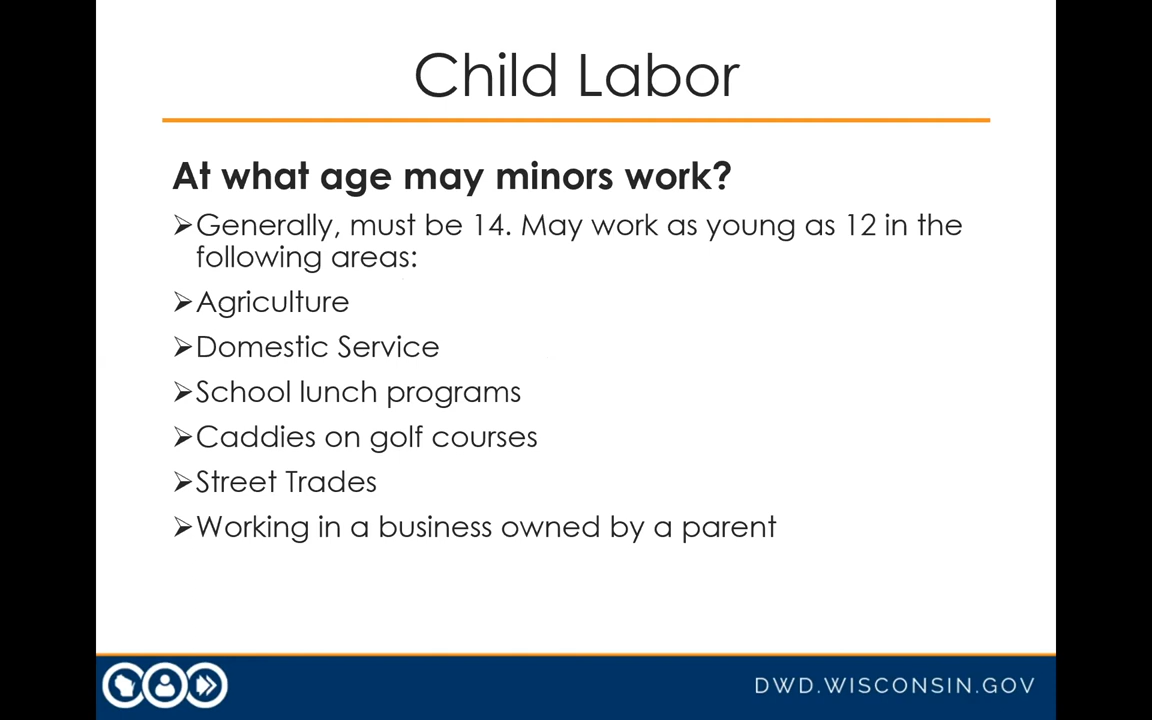 Child Labor
At what age may minors work?
➢Generally, must be 14. May work as young as 12 in the
following areas:
➢Agriculture
➢Domestic Service
➢School lunch programs
➢Caddies on golf courses
➢Street Trades
➢Working in a business owned by a parent
DWD.WISCONSIN.GOV